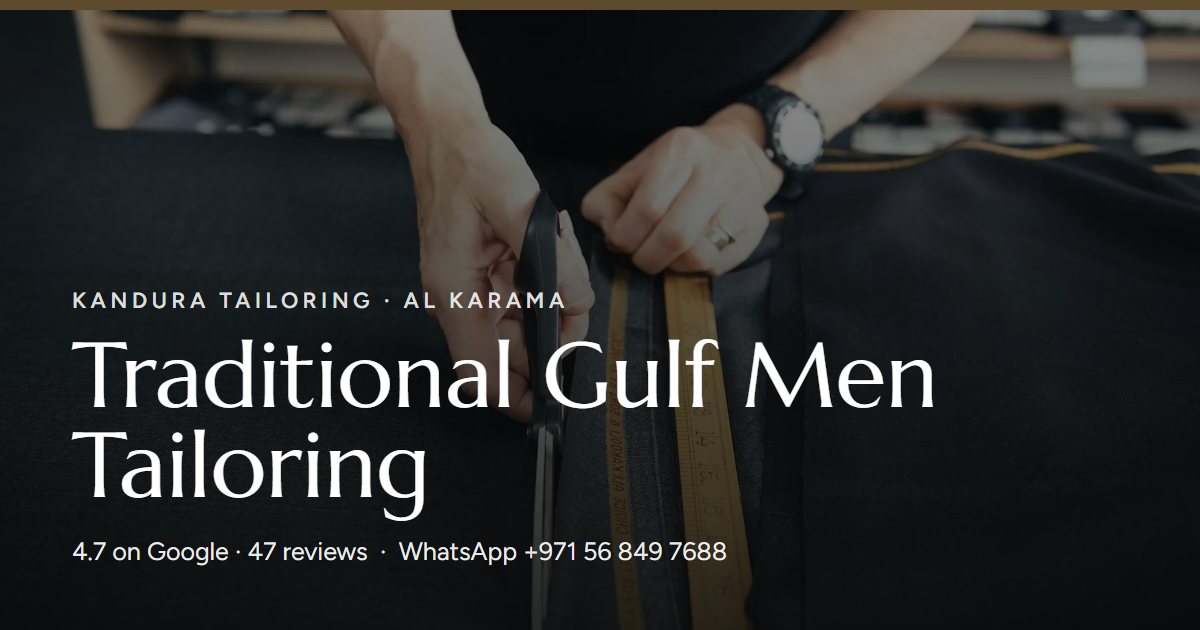 KANDURA TAILORING · AL KARAMA
Traditional Gulf Men
Tailoring
4.7 on Google · 47 reviews · WhatsApp +971 56 849 7688